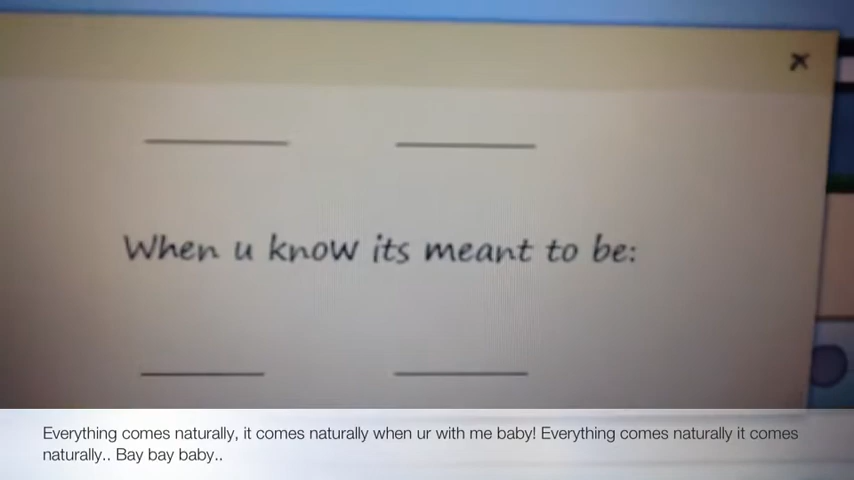 When u know its meant to be:
Everything comes naturally, it comes naturally when ur with me baby! Everything comes naturally it comes
naturally.. Bay bay baby..